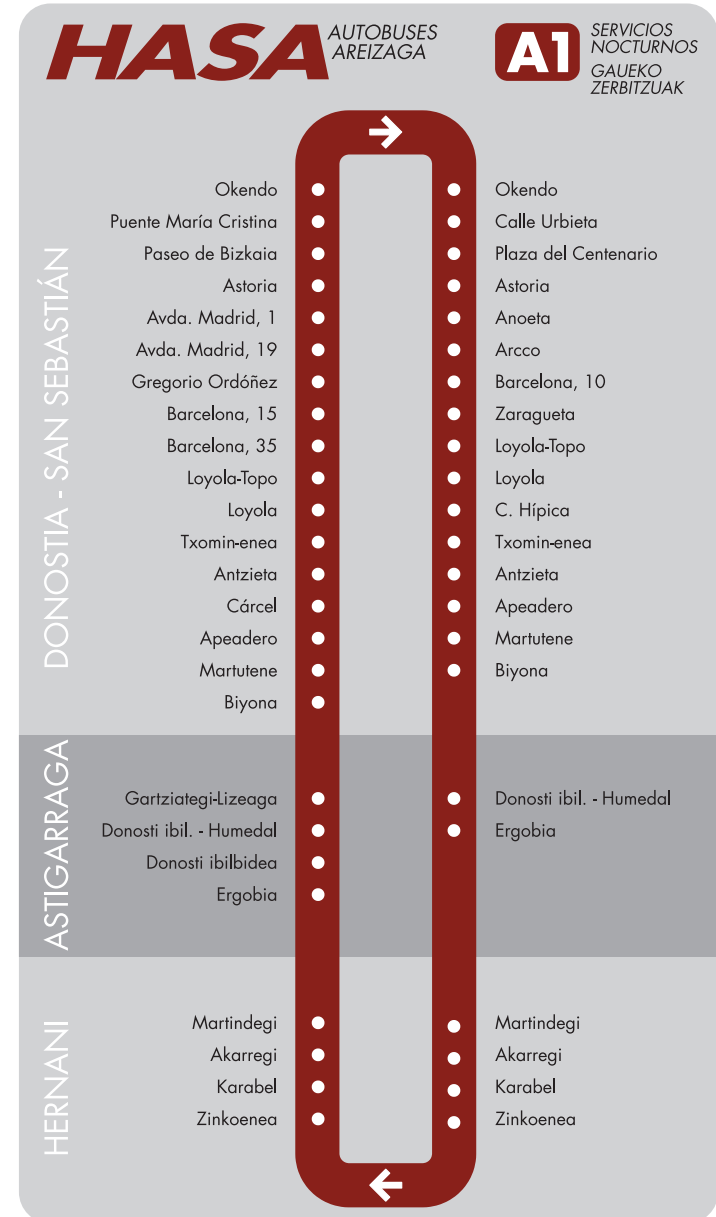 HASA
AUTOBUSES
AREIZAGA
A1
SERVICIOS
NOCTURNOS
GAUEKO
ZERBITZUAK
DONOSTIA - SAN SEBASTIÁN
Okendo
Puente María Cristina
Paseo de Bizkaia
Astoria
Avda. Madrid, 1
Avda. Madrid, 19
Gregorio Ordóñez
Barcelona, 15
Barcelona, 35
Loyola-Topo
Loyola
Txomin-enea
Antzieta
Cárcel
Apeadero
Martutene
Biyona
Okendo
Calle Urbieta
Plaza del Centenario
Astoria
Anoeta
Arcco
Barcelona, 10
Zaragueta
Loyola-Topo
Loyola
C. Hípica
Txomin-enea
Antzieta
Apeadero
Martutene
Biyona
ASTIGARRAGA
Gartziategi-Lizeaga
Donosti ibil. - Humedal
Donosti ibilbidea
Ergobia
Donosti ibil. - Humedal
Ergobia
HERNANI
Martindegi
Akarregi
Karabel
Zinkoenea
Martindegi
Akarregi
Karabel
Zinkoenea